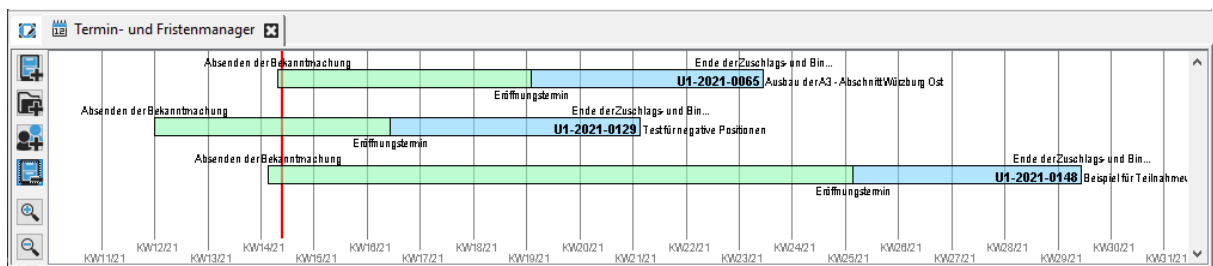 Termin- und Fristenmanager
Absenden der Bekanntmachung Ende der Zuschlags- und Bin...
U1-2021-0065 Ausbau der A3 - Abschnitt Würzburg Ost
Eröffnungstermin
Absenden der Bekanntmachung Ende der Zuschlags- und Bin...
U1-2021-0129 Test für negative Positionen
Eröffnungstermin
Absenden der Bekanntmachung Ende der Zuschlags- und Bin...
U1-2021-0148 Beispiel für Teilnahmev
Eröffnungstermin
KW12/21 KW14/21 KW16/21 KW18/21 KW20/21 KW22/21 KW24/21 KW26/21 KW28/21 KW30/21
KW11/21 KW13/21 KW15/21 KW17/21 KW19/21 KW21/21 KW23/21 KW25/21 KW27/21 KW29/21 KW31/21